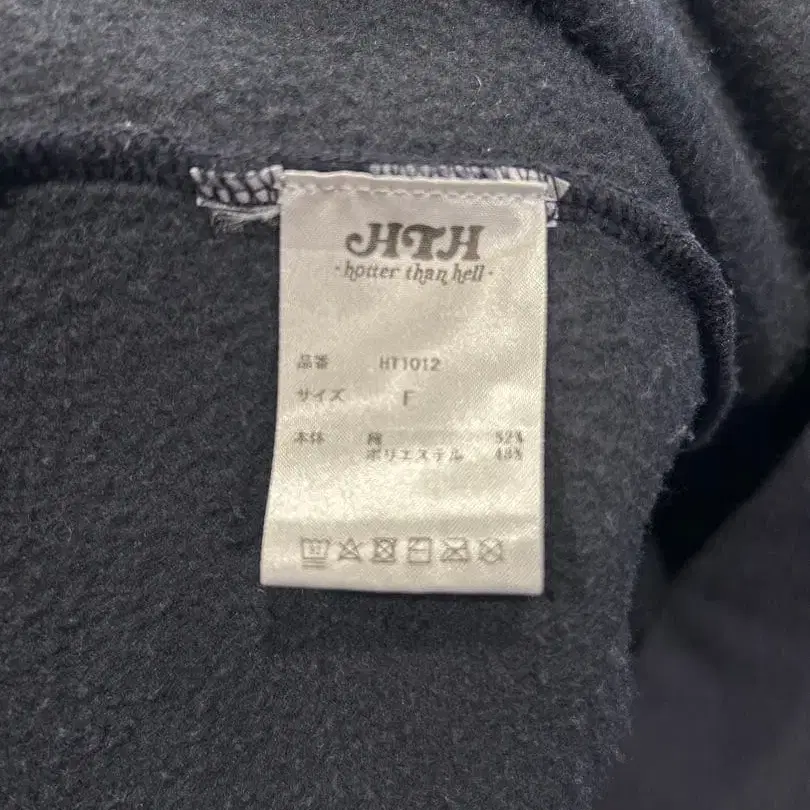 HTH
·hotter than hell·
品番 HT1012
サイズ F
本体 綿 52%
ポリエステル 48%